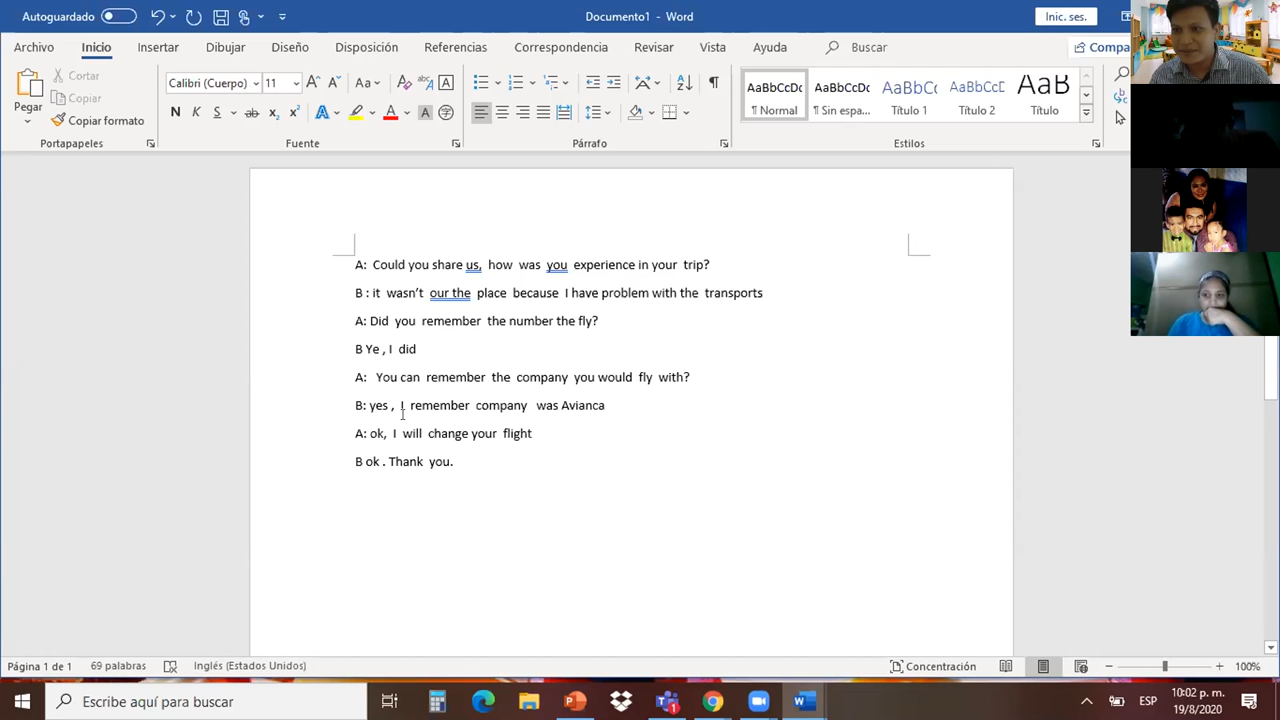 Autoguardado
Documento1 - Word
Inic. ses.
Archivo Inicio Insertar Dibujar Diseño Disposición Referencias Correspondencia Revisar Vista Ayuda Buscar
Pegar
Cortar
Copiar
Copiar formato
Portapapeles
Calibri (Cuerpo) 11
N K S ab x₂ x²
Fuente
Párrafo
AaBbCcDc AaBbCcDc AaBbCc AaBbCcD AaB
¶ Normal ¶ Sin espa... Título 1 Título 2 Título
Estilos
A: Could you share us, how was you experience in your trip?
B : it wasn't our the place because I have problem with the transports
A: Did you remember the number the fly?
B Ye , I did
A: You can remember the company you would fly with?
B: yes , I remember company was Avianca
A: ok, I will change your flight
B ok . Thank you.
Página 1 de 1 69 palabras Inglés (Estados Unidos) Concentración 100%
Escribe aquí para buscar
ESP
10:02 p. m.
19/8/2020